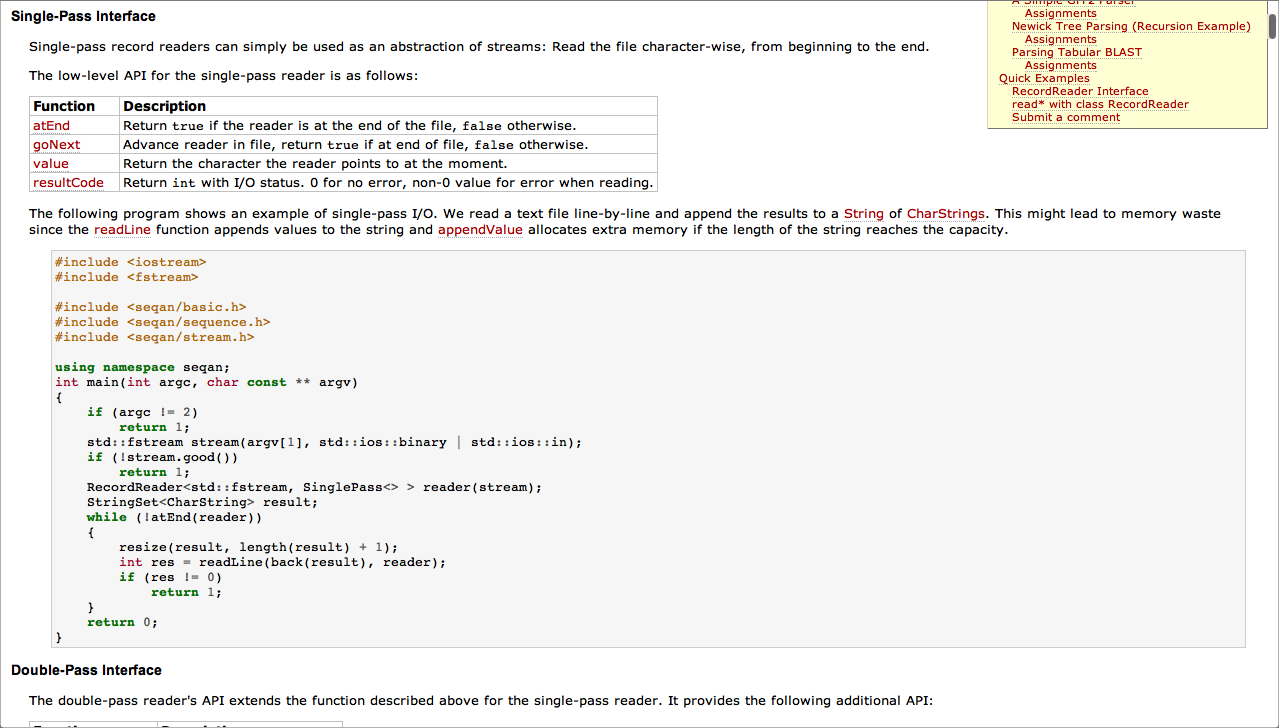 Single-Pass Interface
Single-pass record readers can simply be used as an abstraction of streams: Read the file character-wise, from beginning to the end.
The low-level API for the single-pass reader is as follows:
Function Description
atEnd Return true if the reader is at the end of the file, false otherwise.
goNext Advance reader in file, return true if at end of file, false otherwise.
value Return the character the reader points to at the moment.
resultCode Return int with I/O status. 0 for no error, non-0 value for error when reading.
The following program shows an example of single-pass I/O. We read a text file line-by-line and append the results to a String of CharStrings. This might lead to memory waste
since the readLine function appends values to the string and appendValue allocates extra memory if the length of the string reaches the capacity.
#include <iostream>
#include <fstream>
#include <seqan/basic.h>
#include <seqan/sequence.h>
#include <seqan/stream.h>
using namespace seqan;
int main(int argc, char const ** argv)
{
if (argc != 2)
return 1;
std::fstream stream(argv[1], std::ios::binary | std::ios::in);
if (!stream.good())
return 1;
RecordReader<std::fstream, SinglePass<> > reader(stream);
StringSet<CharString> result;
while (!atEnd(reader))
{
resize(result, length(result) + 1);
int res = readLine(back(result), reader);
if (res != 0)
return 1;
}
return 0;
}
Double-Pass Interface
The double-pass reader's API extends the function described above for the single-pass reader. It provides the following additional API:
A Simple GFF2 Parser
Assignments
Newick Tree Parsing (Recursion Example)
Assignments
Parsing Tabular BLAST
Assignments
Quick Examples
RecordReader Interface
read* with class RecordReader
Submit a comment